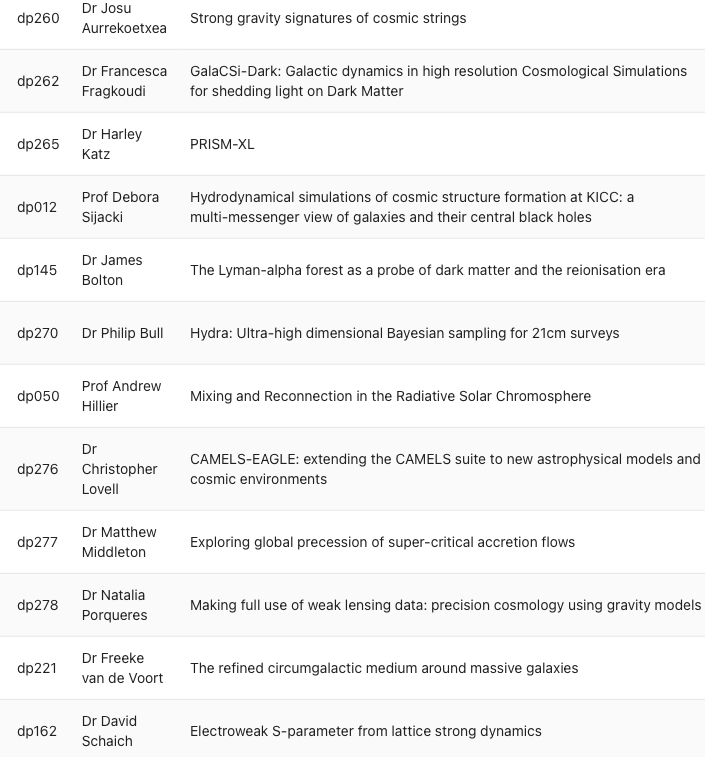 dp260 Dr Josu Aurrekoetxea Strong gravity signatures of cosmic strings
dp262 Dr Francesca Fragkoudi GalaCSi-Dark: Galactic dynamics in high resolution Cosmological Simulations
for shedding light on Dark Matter
dp265 Dr Harley Katz PRISM-XL
dp012 Prof Debora Sijacki Hydrodynamical simulations of cosmic structure formation at KICC: a
multi-messenger view of galaxies and their central black holes
dp145 Dr James Bolton The Lyman-alpha forest as a probe of dark matter and the reionisation era
dp270 Dr Philip Bull Hydra: Ultra-high dimensional Bayesian sampling for 21cm surveys
dp050 Prof Andrew Hillier Mixing and Reconnection in the Radiative Solar Chromosphere
dp276 Dr Christopher Lovell CAMELS-EAGLE: extending the CAMELS suite to new astrophysical models and
cosmic environments
dp277 Dr Matthew Middleton Exploring global precession of super-critical accretion flows
dp278 Dr Natalia Porqueres Making full use of weak lensing data: precision cosmology using gravity models
dp221 Dr Freeke van de Voort The refined circumgalactic medium around massive galaxies
dp162 Dr David Schaich Electroweak S-parameter from lattice strong dynamics